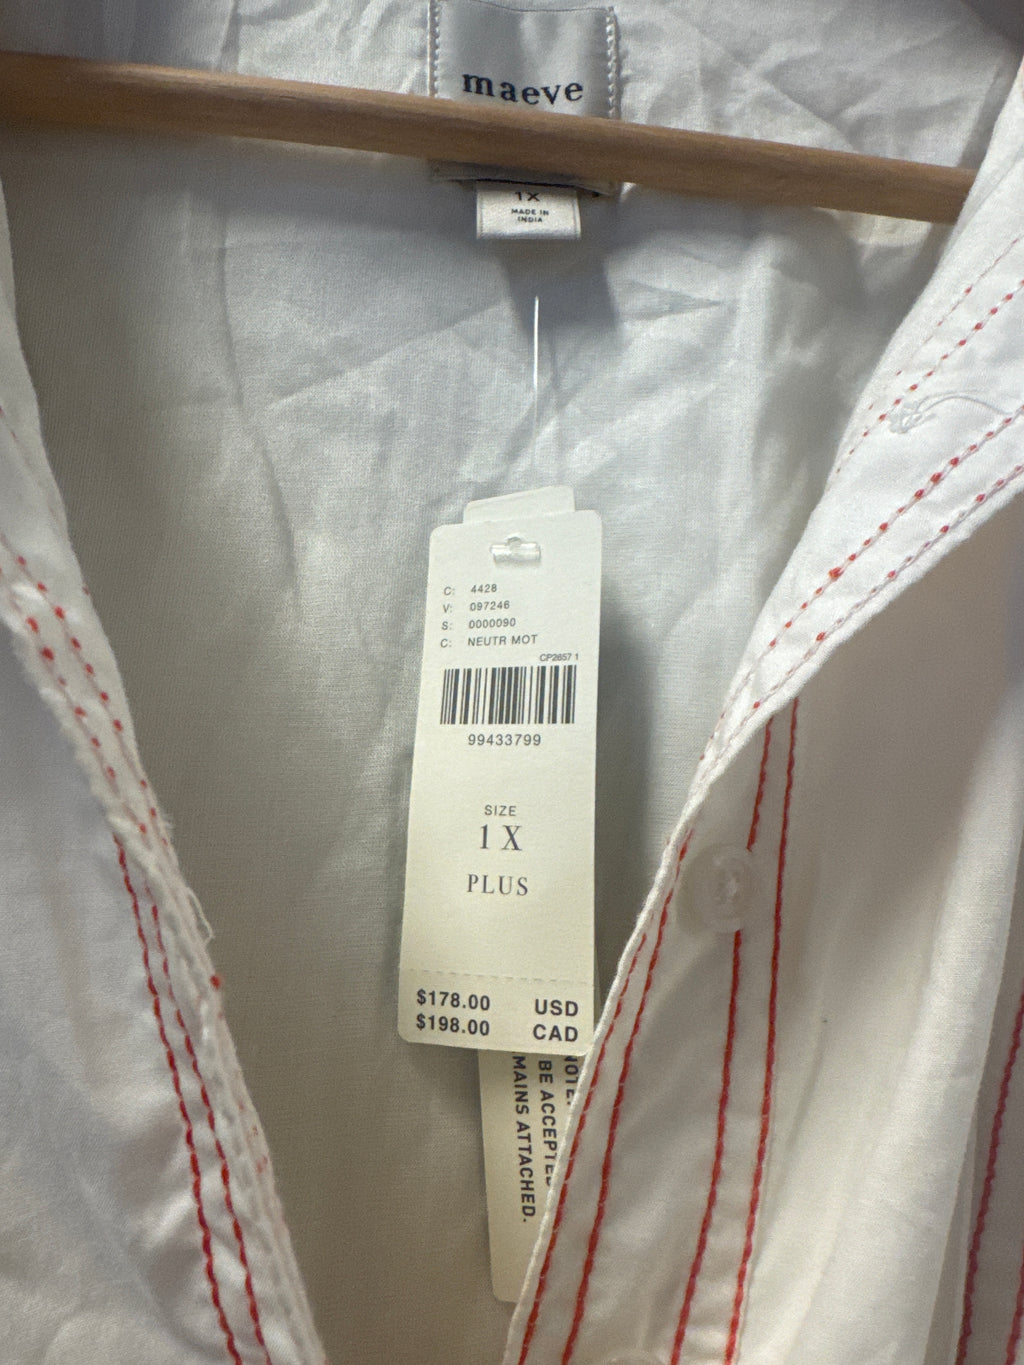 maeve
1X
MADE IN
INDIA
C: 4428
V: 097246
S: 0000090
C: NEUTR MOT
CP2657 1
99433799
SIZE
1 X
PLUS
$178.00 USD
$198.00 CAD
BE ACCEPTED
MAINS ATTACHED.